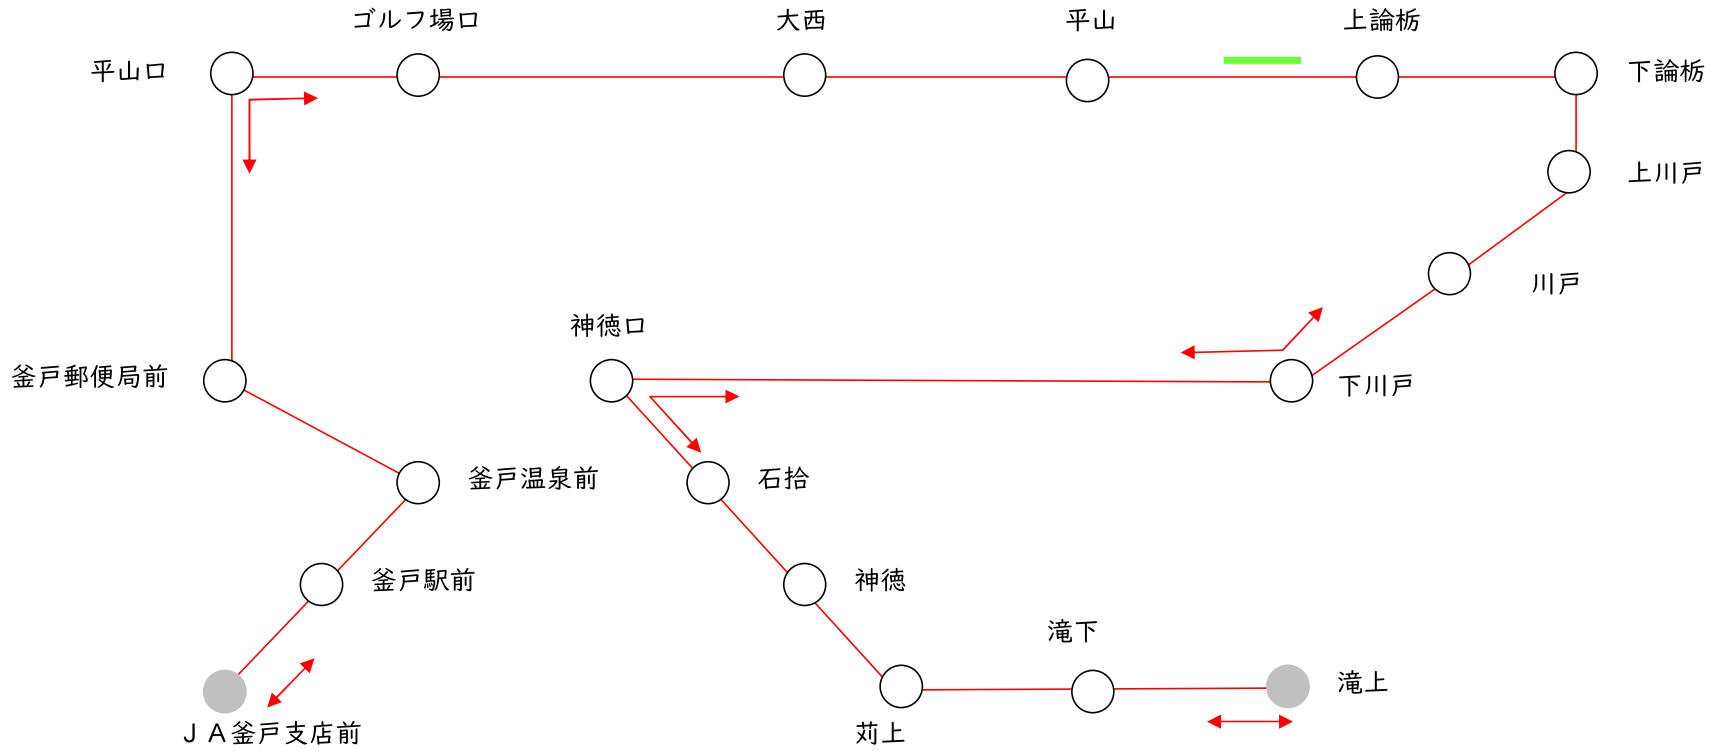 ゴルフ場口
大西
平山
上論栃
平山口
下論栃
上川戸
川戸
神徳口
釜戸郵便局前
下川戸
釜戸温泉前
石拾
釜戸駅前
神徳
滝下
滝上
ＪＡ釜戸支店前
苅上